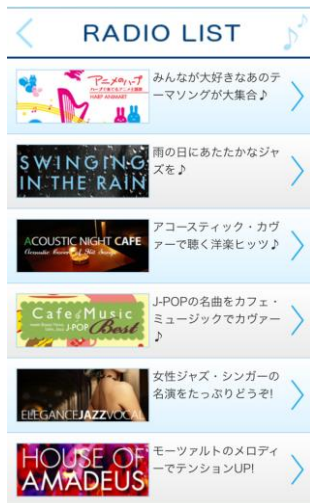 RADIO LIST
アニメのハープ
HARP ANIMART
みんなが大好きなあのテ
ーマソングが大集合♪
SWINGING
IN THE RAIN
雨の日にあたたかなジャ
ズを♪
ACOUSTIC NIGHT CAFE
Acoustic Cover of Hit Songs
アコースティック・カヴ
ァーで聴く洋楽ヒッツ♪
Cafe & Music
J-POP Best
J-POPの名曲をカフェ・
ミュージックでカヴァー
♪
ELEGANCE JAZZ VOCAL
女性ジャズ・シンガーの
名演をたっぷりどうぞ!
HOUSE OF
AMADEUS
モーツァルトのメロディ
ーでテンションUP!